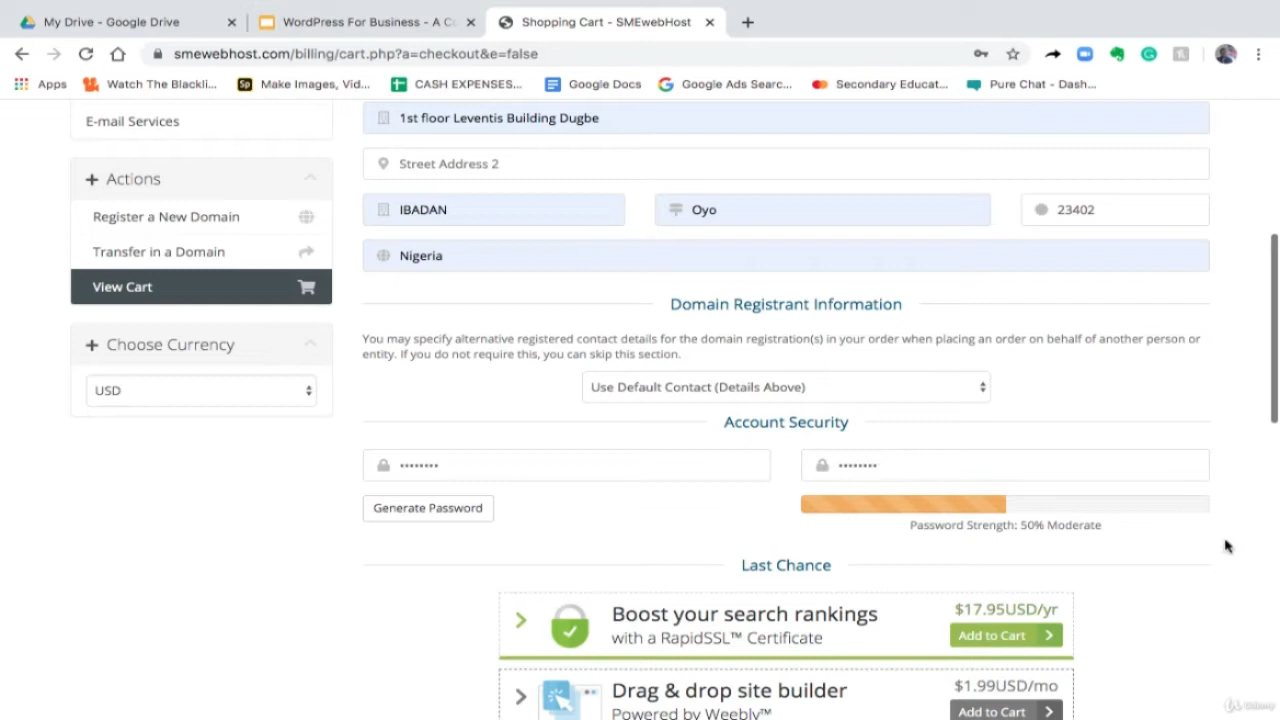 My Drive - Google Drive
WordPress For Business - A Co
Shopping Cart - SMEwebHost
smewebhost.com/billing/cart.php?a=checkout&e=false
Apps
Watch The Blackli...
Make Images, Vid...
CASH EXPENSES...
Google Docs
Google Ads Searc...
Secondary Educat...
Pure Chat - Dash...
E-mail Services
Actions
Register a New Domain
Transfer in a Domain
View Cart
Choose Currency
USD
1st floor Leventis Building Dugbe
Street Address 2
IBADAN
Oyo
23402
Nigeria
Domain Registrant Information
You may specify alternative registered contact details for the domain registration(s) in your order when placing an order on behalf of another person or
entity. If you do not require this, you can skip this section.
Use Default Contact (Details Above)
Account Security
••••••••
••••••••
Generate Password
Password Strength: 50% Moderate
Last Chance
Boost your search rankings
with a RapidSSL™ Certificate
$17.95USD/yr
Add to Cart
Drag & drop site builder
Powered by Weebly™
$1.99USD/mo
Add to Cart
Udemy